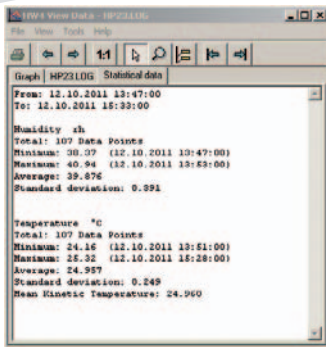 HW4 View Data - HP23.LOG
File View Tools Help
1:1
Graph HP23.LOG Statistical data
From: 12.10.2011 13:47:00
To: 12.10.2011 15:33:00
Humidity rh
Total: 107 Data Points
Minimum: 38.37 (12.10.2011 13:47:00)
Maximum: 40.94 (12.10.2011 13:53:00)
Average: 39.876
Standard deviation: 0.391
Temperature °C
Total: 107 Data Points
Minimum: 24.16 (12.10.2011 13:51:00)
Maximum: 25.32 (12.10.2011 15:28:00)
Average: 24.957
Standard deviation: 0.249
Mean Kinetic Temperature: 24.960